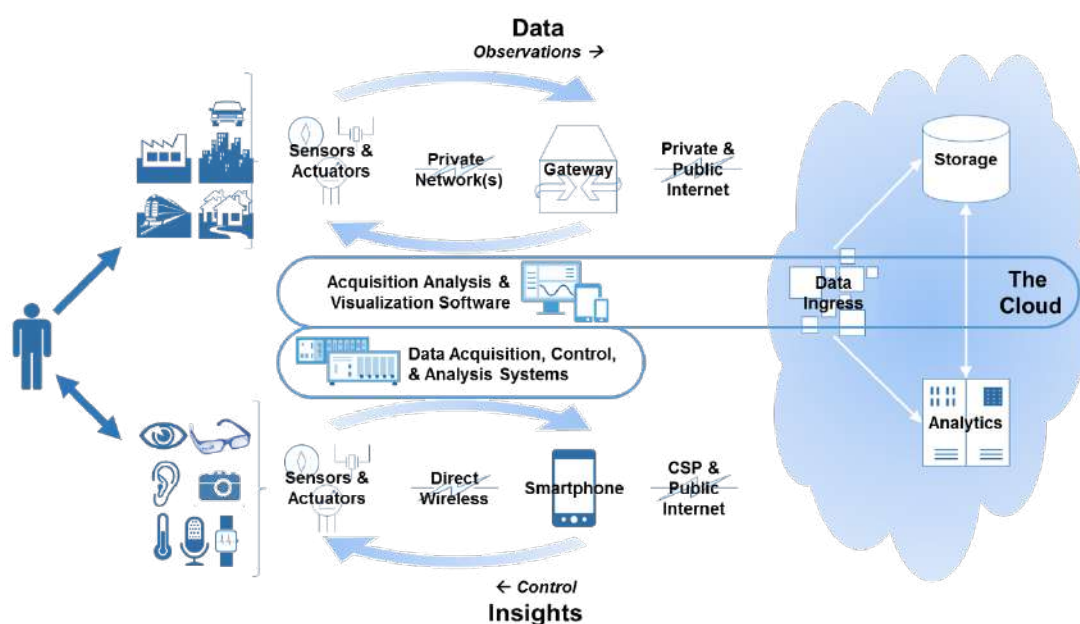 Data
Observations →
Sensors &
Actuators
Private
Network(s)
Gateway
Private &
Public
Internet
Storage
Acquisition Analysis &
Visualization Software
Data
Ingress
The
Cloud
Data Acquisition, Control,
& Analysis Systems
Analytics
Sensors &
Actuators
Direct
Wireless
Smartphone
CSP &
Public
Internet
← Control
Insights